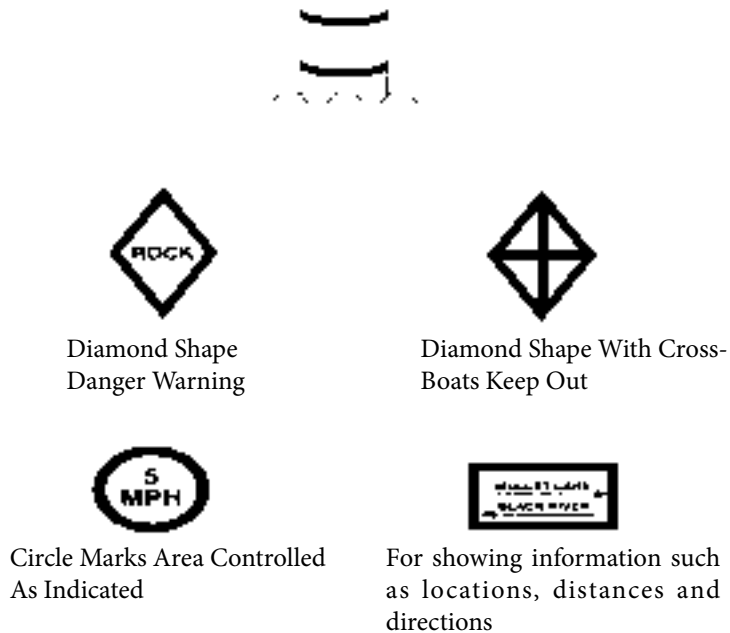 ROCK
Diamond Shape
Danger Warning
Diamond Shape With Cross-
Boats Keep Out
5
MPH
Circle Marks Area Controlled
As Indicated
BLACK RIVER
For showing information such
as locations, distances and
directions